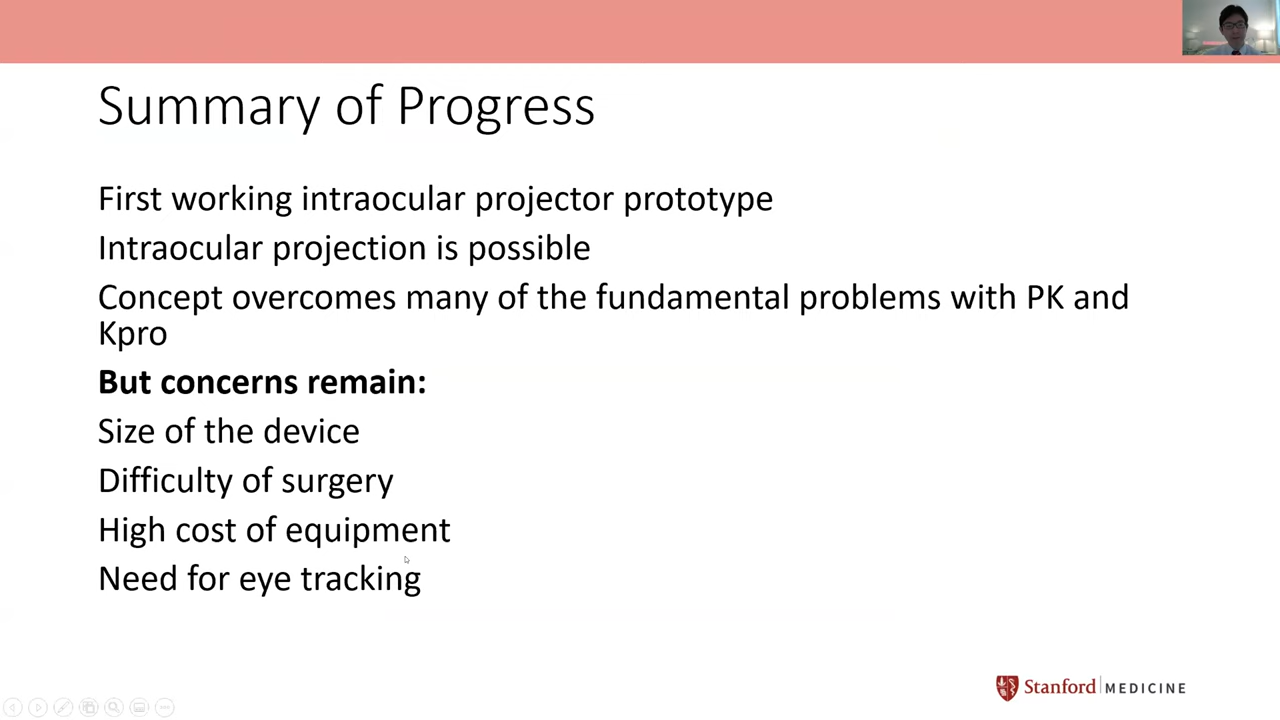 Summary of Progress
First working intraocular projector prototype
Intraocular projection is possible
Concept overcomes many of the fundamental problems with PK and
Kpro
But concerns remain:
Size of the device
Difficulty of surgery
High cost of equipment
Need for eye tracking
Stanford MEDICINE